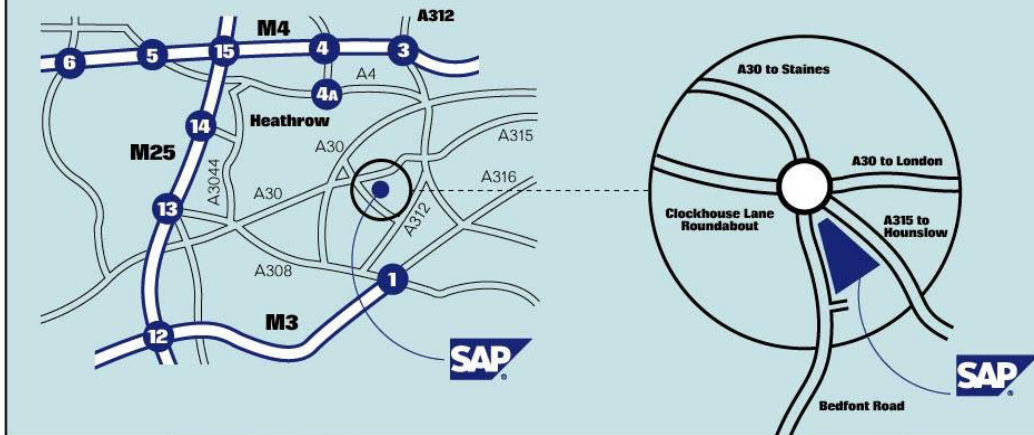 A312
M4
6
5
15
4
3
A4
4A
Heathrow
14
A30
A315
M25
A3044
A316
A30
13
A312
A308
1
M3
12
SAP
®
A30 to Staines
A30 to London
Clockhouse Lane
Roundabout
A315 to
Hounslow
SAP
®
Bedfont Road